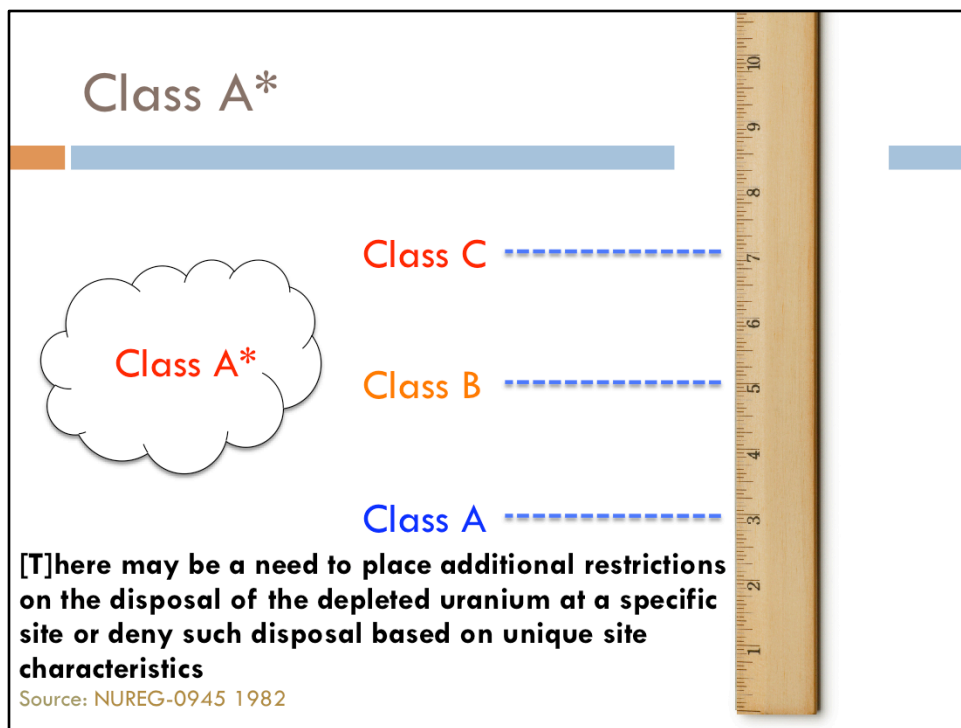 Class A*
Class C
Class A*
Class B
Class A
[T]here may be a need to place additional restrictions
on the disposal of the depleted uranium at a specific
site or deny such disposal based on unique site
characteristics
Source: NUREG-0945 1982
10
9
8
7
6
5
4
3
2
1